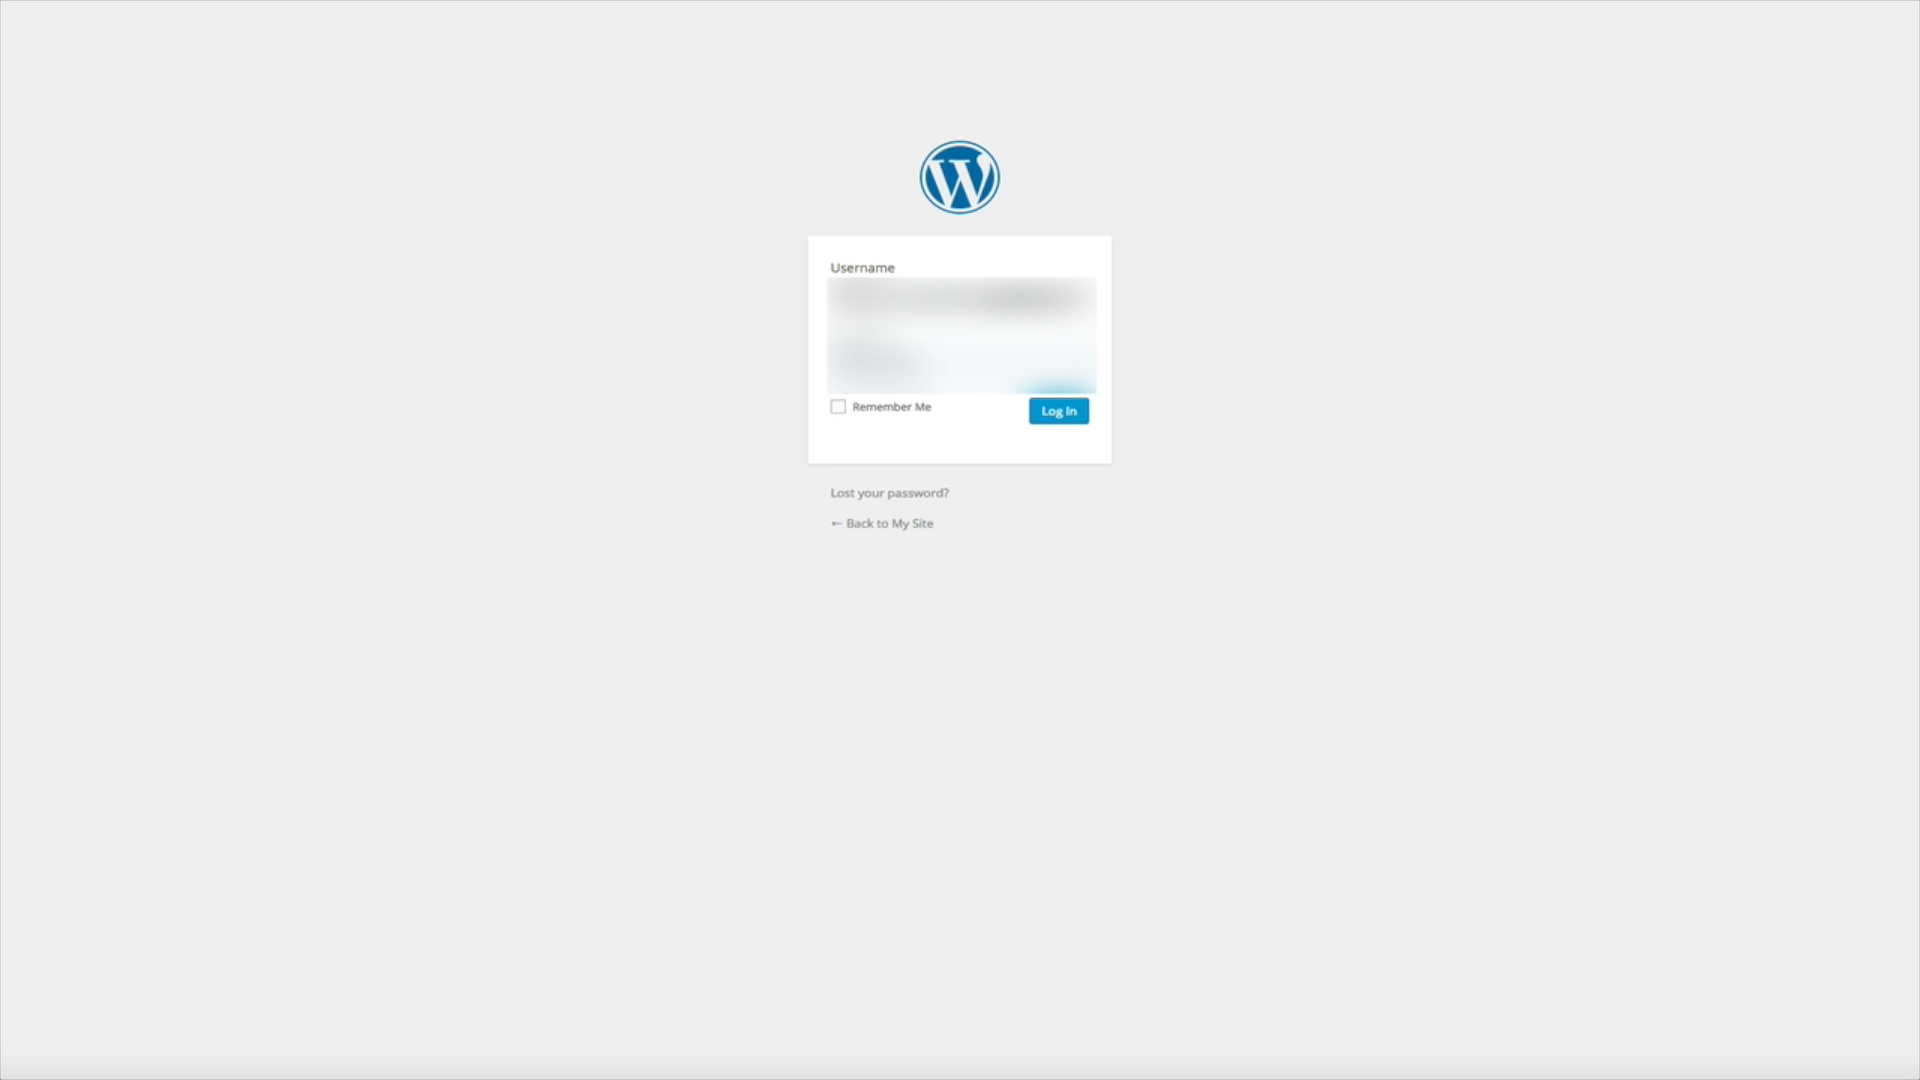 Username
Remember Me
Log In
Lost your password?
← Back to My Site